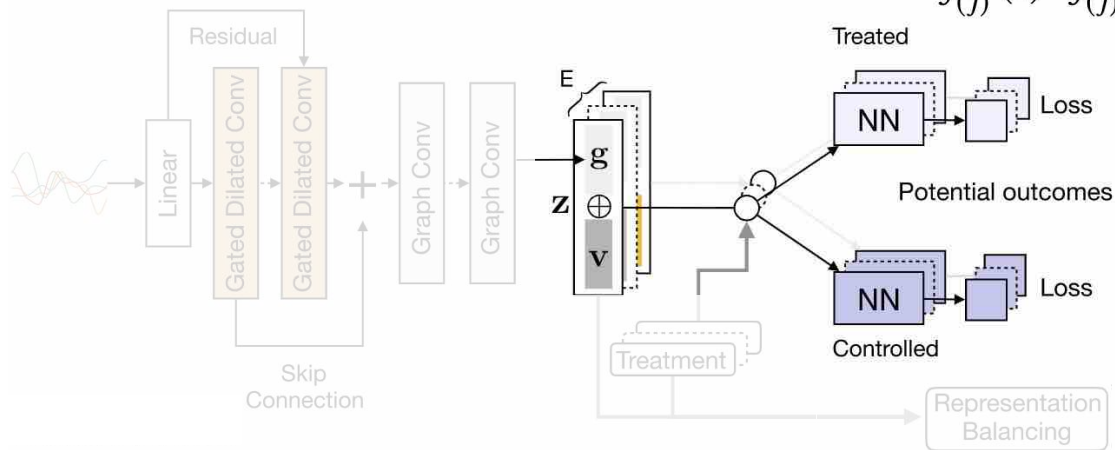 Residual
Treated
E
Linear
Gated Dilated Conv
Gated Dilated Conv
+
Graph Conv
Graph Conv
g
z
⊕
v
NN
Loss
Potential outcomes
NN
Loss
Controlled
Treatment
Skip
Connection
Representation
Balancing